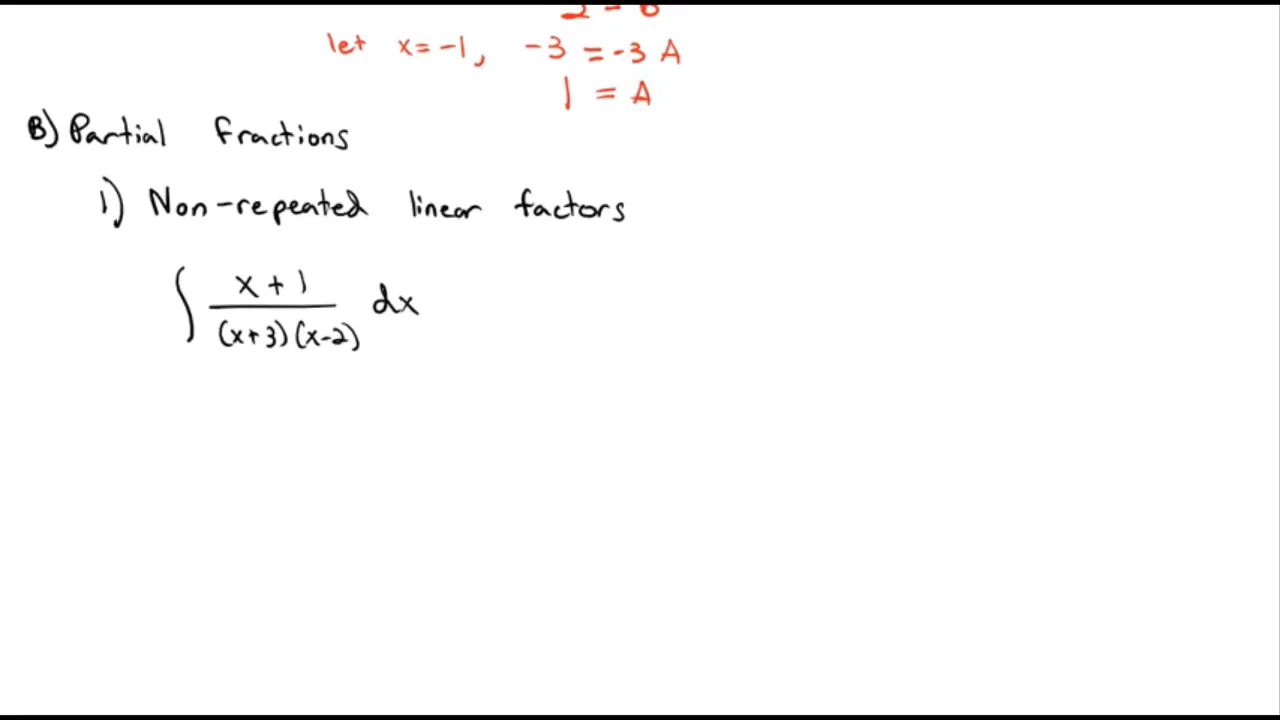 let x = -1, -3 = -3 A
1 = A
B) Partial Fractions
1) Non-repeated linear factors
∫ x + 1 / (x+3)(x-2) dx